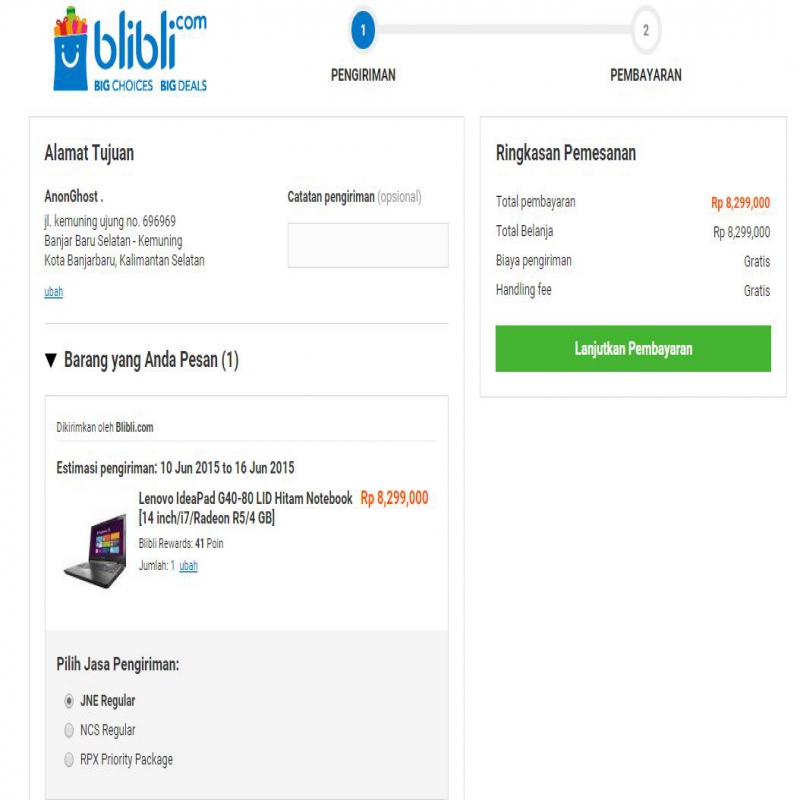 blibli.com
BIG CHOICES BIG DEALS
1
PENGIRIMAN
2
PEMBAYARAN
Alamat Tujuan
AnonGhost .
jl. kemuning ujung no. 696969
Banjar Baru Selatan - Kemuning
Kota Banjarbaru, Kalimantan Selatan
ubah
Catatan pengiriman (opsional)
Barang yang Anda Pesan (1)
Dikirimkan oleh Blibli.com
Estimasi pengiriman: 10 Jun 2015 to 16 Jun 2015
Lenovo IdeaPad G40-80 LID Hitam Notebook Rp 8,299,000
[14 inch/i7/Radeon R5/4 GB]
Blibli Rewards: 41 Poin
Jumlah: 1 ubah
Pilih Jasa Pengiriman:
JNE Regular
NCS Regular
RPX Priority Package
Ringkasan Pemesanan
Total pembayaran Rp 8,299,000
Total Belanja Rp 8,299,000
Biaya pengiriman Gratis
Handling fee Gratis
Lanjutkan Pembayaran